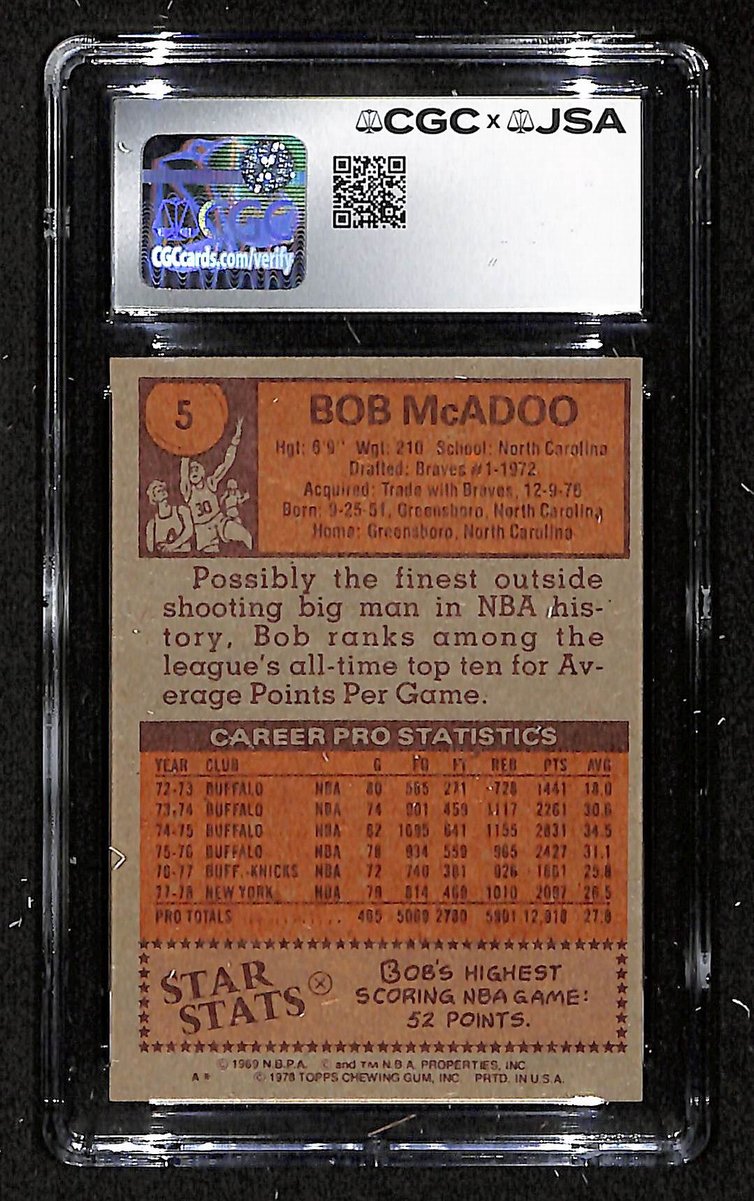 CGC x JSA
CGC
CGCcards.com/verify
5
30
BOB McADOO
Hgt: 6'9" Wgt: 210 School: North Carolina
Drafted: Braves #1-1972
Acquired: Trade with Braves, 12-9-76
Born: 9-25-51, Greensboro, North Carolina
Home: Greensboro, North Carolina
Possibly the finest outside
shooting big man in NBA his-
tory, Bob ranks among the
league's all-time top ten for Av-
erage Points Per Game.
CAREER PRO STATISTICS
YEAR CLUB G FG FT REB PTS AVG
72-73 BUFFALO NBA 80 565 271 728 1441 18.0
73-74 BUFFALO NBA 74 901 459 1117 2261 30.6
74-75 BUFFALO NBA 82 1095 641 1155 2831 34.5
75-76 BUFFALO NBA 78 934 559 965 2427 31.1
76-77 BUFF.-KNICKS NBA 72 740 381 926 1861 25.8
77-78 NEW YORK NBA 79 814 469 1010 2097 26.5
PRO TOTALS 465 5049 2780 5901 12,918 27.8
STAR
STATS
BOB'S HIGHEST
SCORING NBA GAME:
52 POINTS.
© 1969 N.B.P.A. © and TM N.B.A. PROPERTIES, INC
A * © 1978 TOPPS CHEWING GUM, INC. PRTD. IN U.S.A.